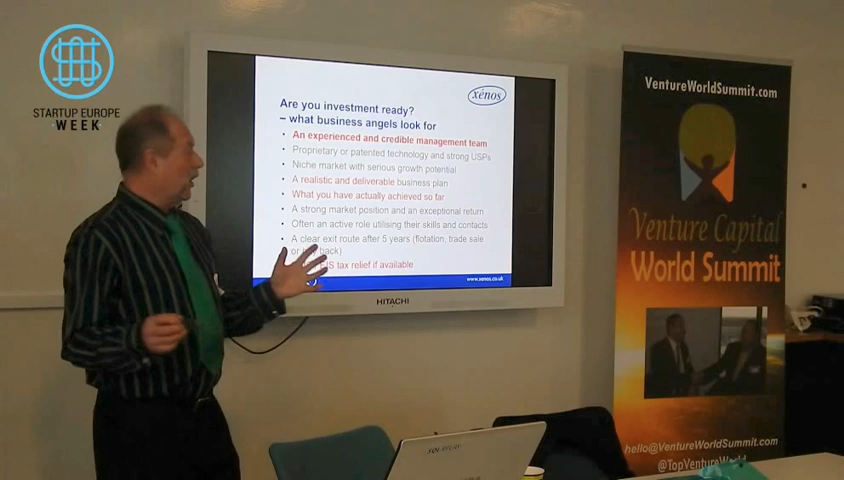 STARTUP EUROPE
WEEK
xénos
Are you investment ready?
– what business angels look for
• An experienced and credible management team
• Proprietary or patented technology and strong USPs
• Niche market with serious growth potential
• A realistic and deliverable business plan
• What you have actually achieved so far
• A strong market position and an exceptional return
• Often an active role utilising their skills and contacts
• A clear exit route after 5 years (flotation, trade sale
or buy back)
tax relief if available
www.xenos.co.uk
HITACHI
VentureWorldSummit.com
Venture Capital
World Summit
hello@VentureWorldSummit.com
@TopVentureWorld